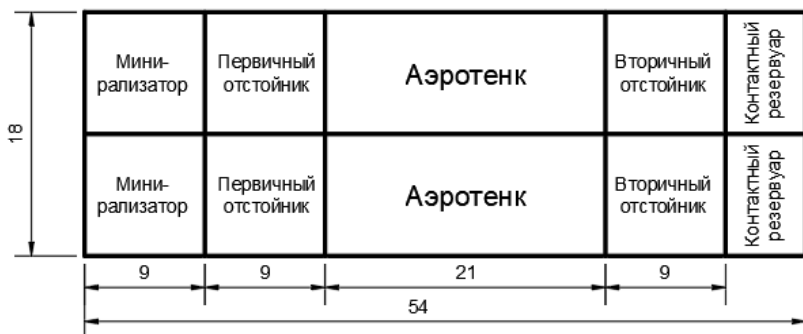 Мини-
рализатор
Первичный
отстойник
Аэротенк
Вторичный
отстойник
Контактный
резервуар
18
Мини-
рализатор
Первичный
отстойник
Аэротенк
Вторичный
отстойник
Контактный
резервуар
9
9
21
9
54